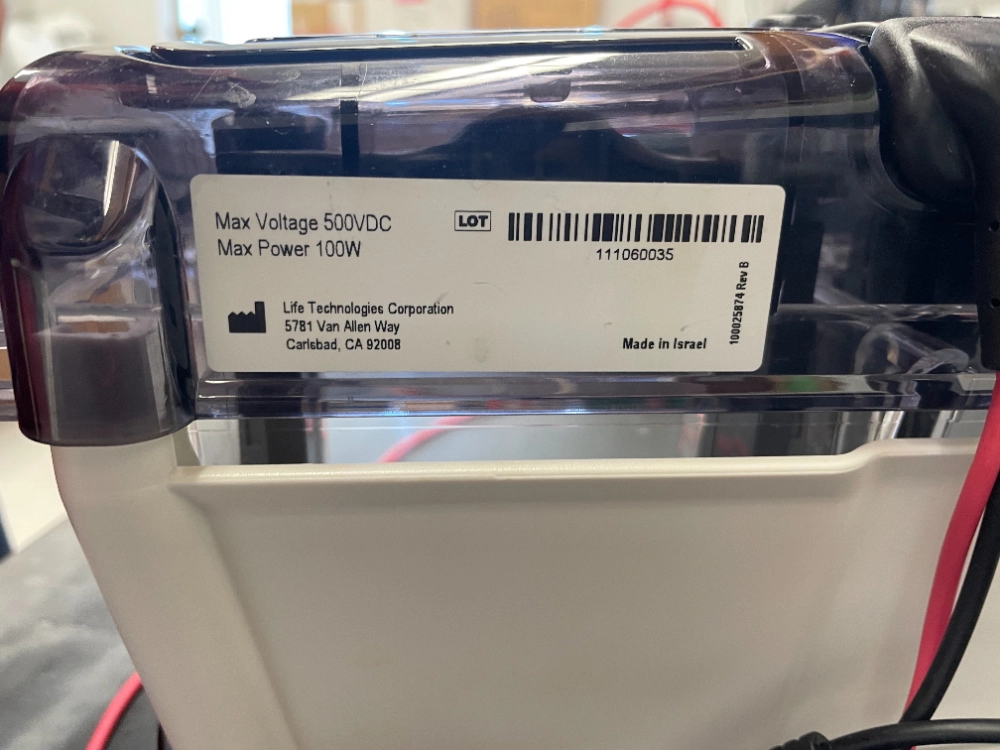 Max Voltage 500VDC
Max Power 100W
LOT
111060035
Life Technologies Corporation
5781 Van Allen Way
Carlsbad, CA 92008
Made in Israel
100025874 Rev B